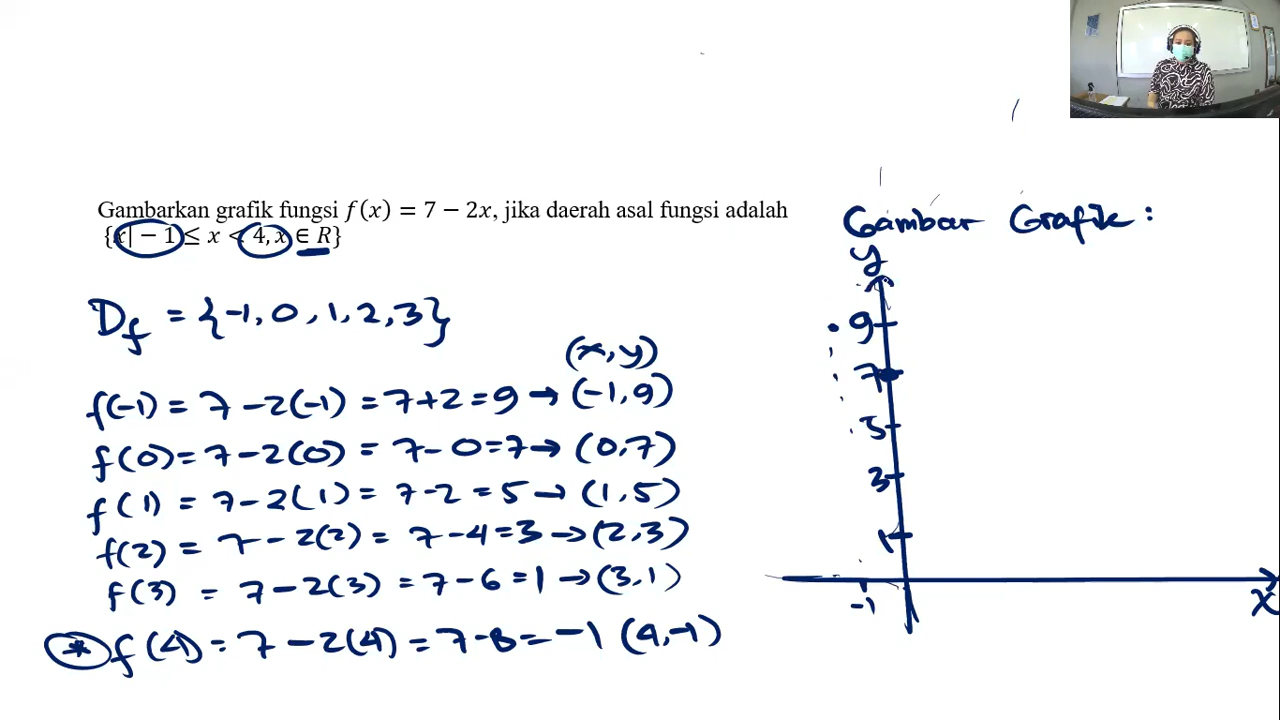 Gambarkan grafik fungsi f(x) = 7 − 2x, jika daerah asal fungsi adalah
{x| − 1 ≤ x < 4, x ∈ R}
Df = {-1, 0, 1, 2, 3}
(x, y)
f(-1) = 7 - 2(-1) = 7 + 2 = 9 → (-1, 9)
f(0) = 7 - 2(0) = 7 - 0 = 7 → (0, 7)
f(1) = 7 - 2(1) = 7 - 2 = 5 → (1, 5)
f(2) = 7 - 2(2) = 7 - 4 = 3 → (2, 3)
f(3) = 7 - 2(3) = 7 - 6 = 1 → (3, 1)
* f(4) = 7 - 2(4) = 7 - 8 = -1 (4, -1)
Gambar Grafik :
y
9
7
5
3
1
-1
x